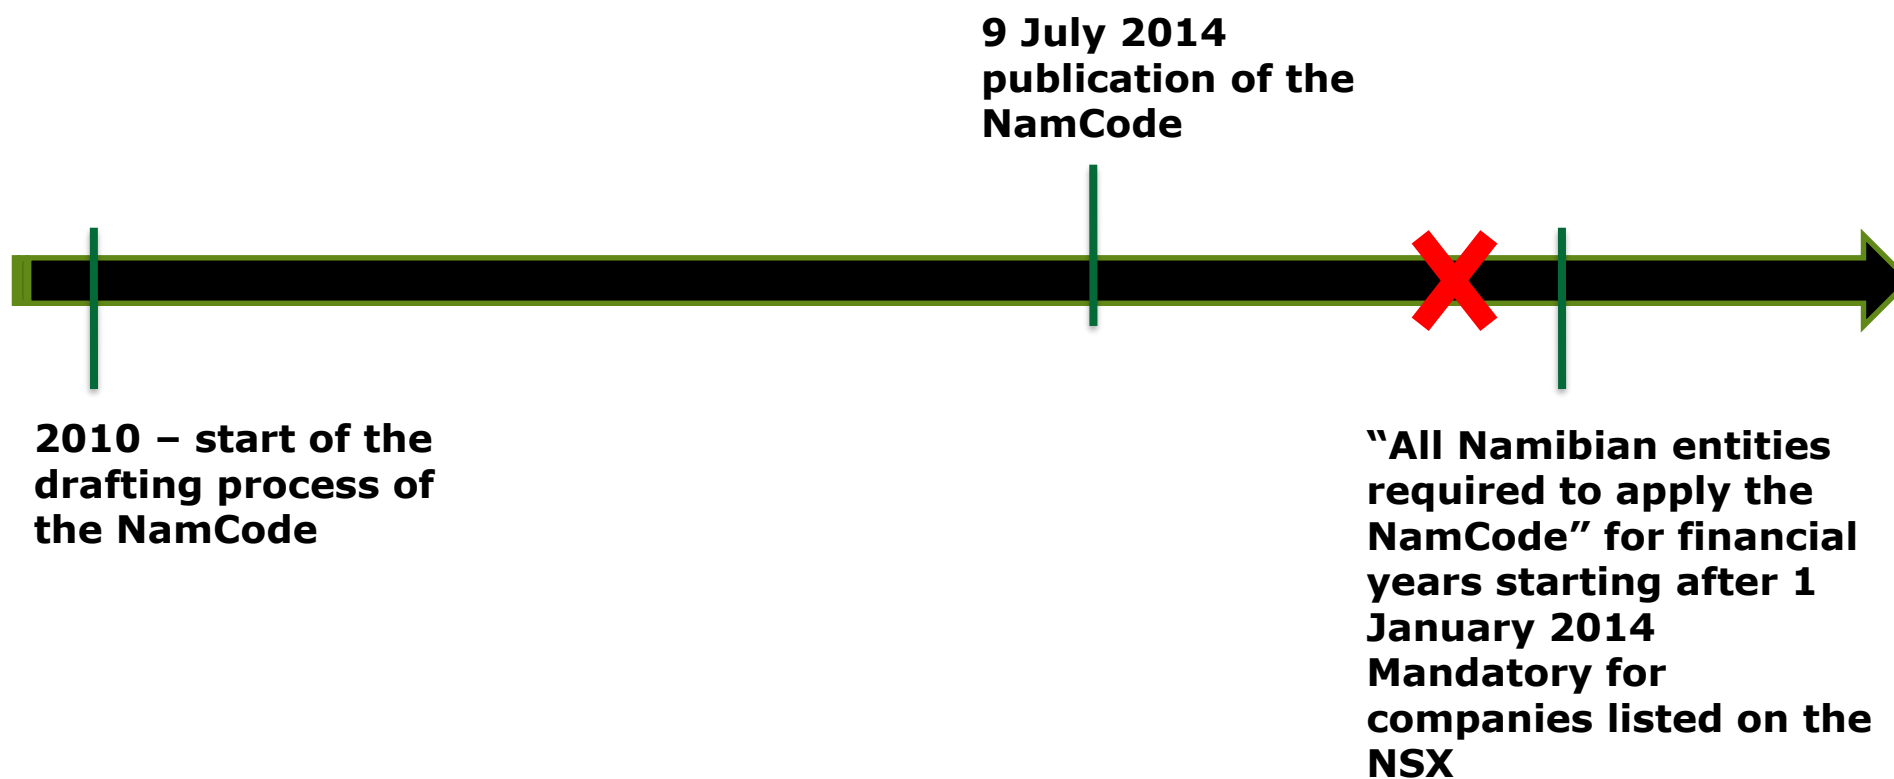 9 July 2014
publication of the
NamCode
2010 – start of the
drafting process of
the NamCode
“All Namibian entities
required to apply the
NamCode” for financial
years starting after 1
January 2014
Mandatory for
companies listed on the
NSX